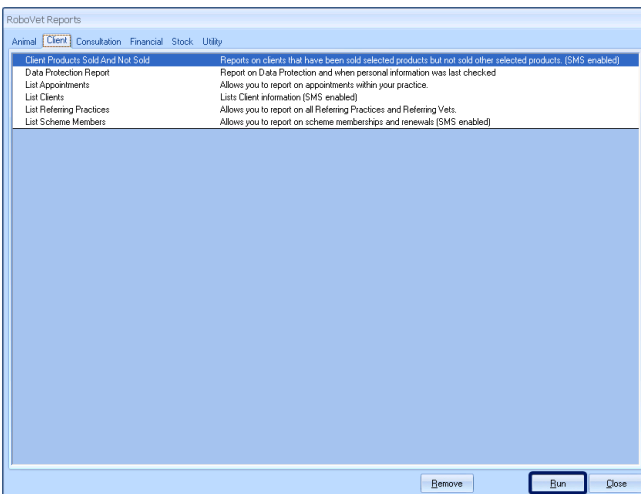 RoboVet Reports
Animal Client Consultation Financial Stock Utility
Client Products Sold And Not Sold Reports on clients that have been sold selected products but not sold other selected products. (SMS enabled)
Data Protection Report Report on Data Protection and when personal information was last checked
List Appointments Allows you to report on appointments within your practice.
List Clients Lists Client information (SMS enabled)
List Referring Practices Allows you to report on all Referring Practices and Referring Vets.
List Scheme Members Allows you to report on scheme memberships and renewals (SMS enabled)
Remove Run Close